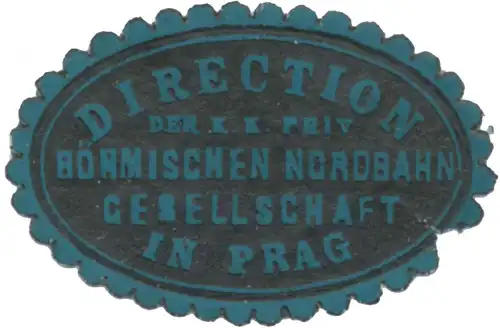 DIRECTION
DER K. K. PRIV
BÖHMISCHEN NORDBAHN
GESELLSCHAFT
IN PRAG